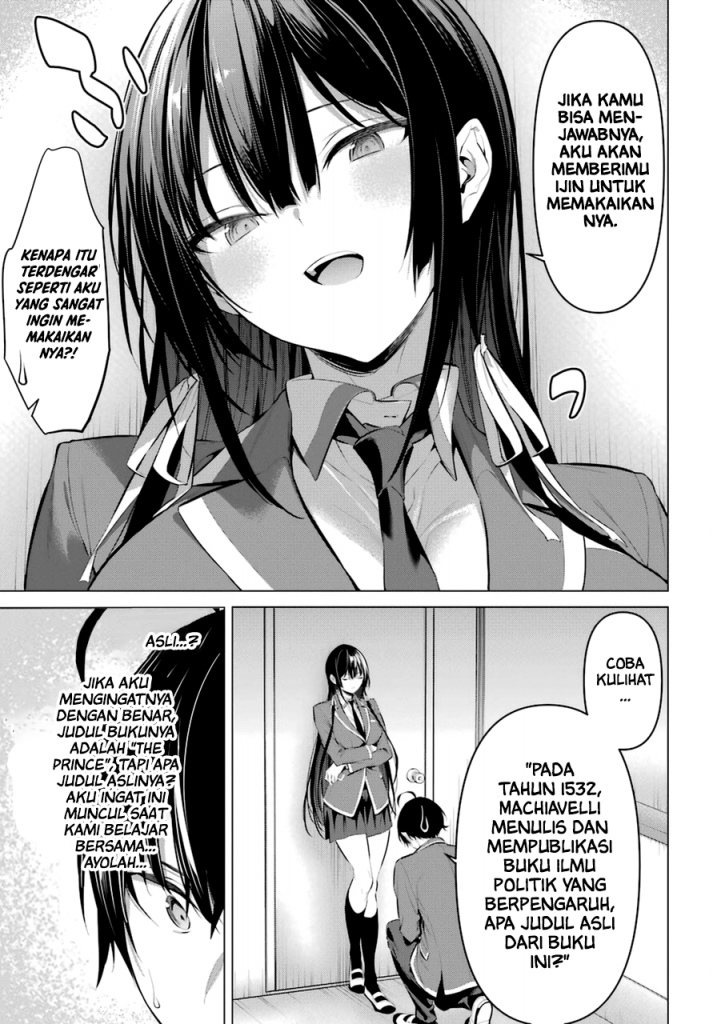 JIKA KAMU
BISA MEN-
JAWABNYA,
AKU AKAN
MEMBERIMU
IJIN UNTUK
MEMAKAIKAN
NYA.
KENAPA ITU
TERDENGAR
SEPERTI AKU
YANG SANGAT
INGIN ME-
MAKAIKAN
NYA?!
フ
COBA
KULIHAT
...
"PADA
TAHUN 1532,
MACHIAVELLI
MENULIS DAN
MEMPUBLIKASI
BUKU ILMU
POLITIK YANG
BERPENGARUH,
APA JUDUL ASLI
DARI BUKU
INI?"
ASLI...?
JIKA AKU
MENGINGATNYA
DENGAN BENAR,
JUDUL BUKUNYA
ADALAH "THE
PRINCE", TAPI APA
JUDUL ASLINYA?
AKU INGAT INI
MUNCUL SAAT
KAMI BELAJAR
BERSAMA...
AYOLAH...